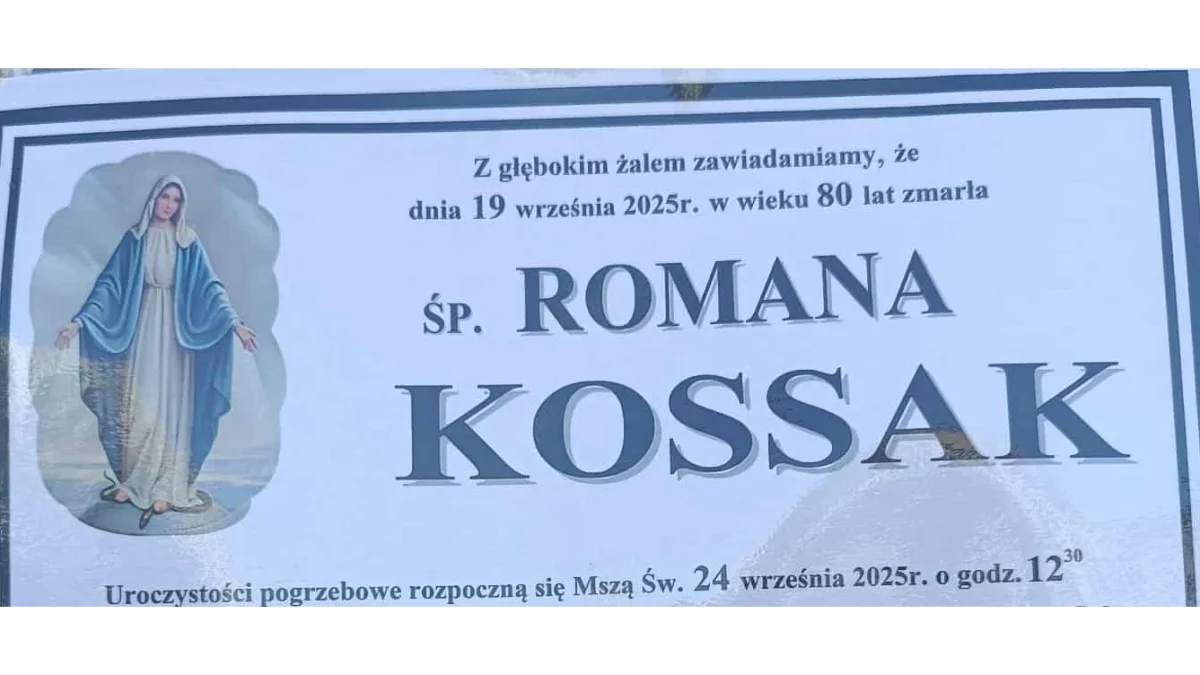 Z głębokim żalem zawiadamiamy, że
dnia 19 września 2025r. w wieku 80 lat zmarła
ŚP. ROMANA
KOSSAK
Uroczystości pogrzebowe rozpoczną się Mszą Św. 24 września 2025r. o godz. 12³⁰